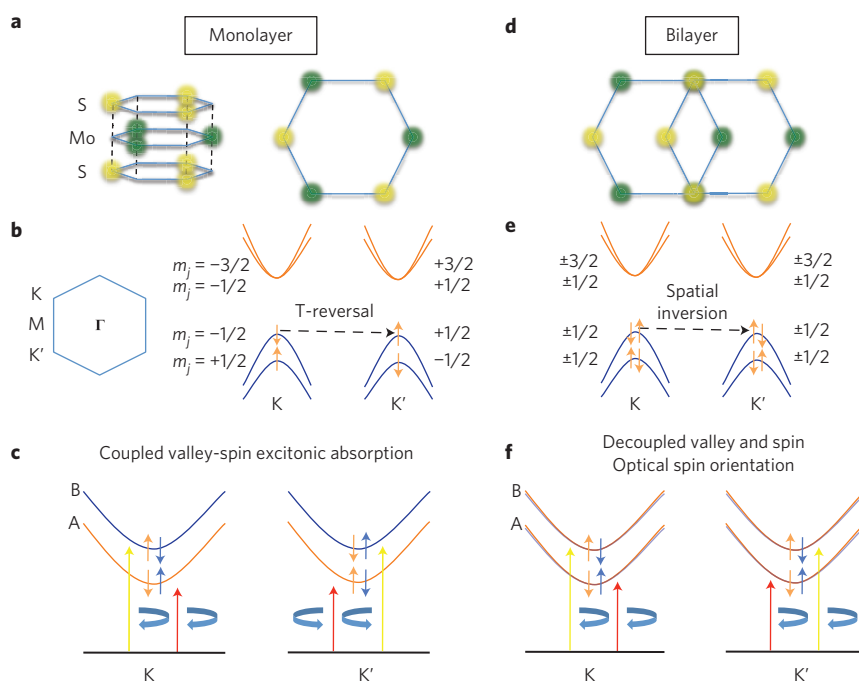 a
Monolayer
S
Mo
S
b
K
M
Γ
K′
mj = −3/2
mj = −1/2
+3/2
+1/2
T-reversal
mj = −1/2
mj = +1/2
+1/2
−1/2
K
K′
c
Coupled valley-spin excitonic absorption
B
A
K
K′
d
Bilayer
e
±3/2
±1/2
±3/2
±1/2
Spatial
inversion
±1/2
±1/2
±1/2
±1/2
K
K′
f
Decoupled valley and spin
Optical spin orientation
B
A
K
K′